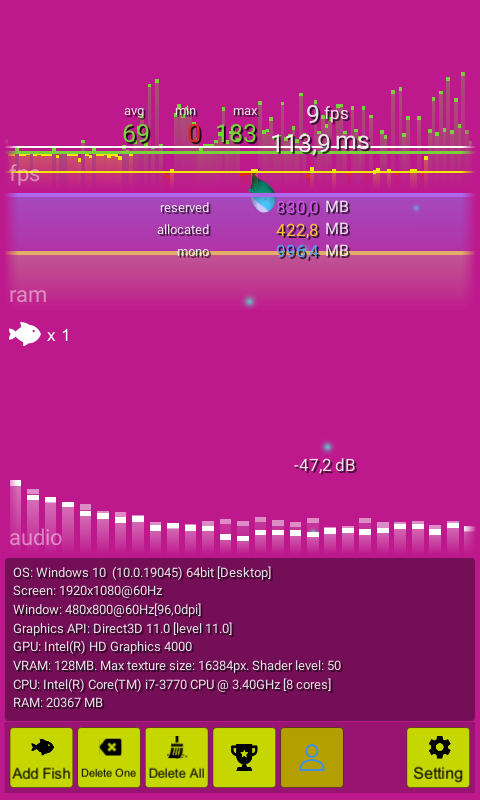 avg min max
69 0 183
9 fps
113,9 ms
fps
reserved 830,0 MB
allocated 422,8 MB
mono 996,4 MB
ram
x 1
-47,2 dB
audio
OS: Windows 10 (10.0.19045) 64bit [Desktop]
Screen: 1920x1080@60Hz
Window: 480x800@60Hz[96,0dpi]
Graphics API: Direct3D 11.0 [level 11.0]
GPU: Intel(R) HD Graphics 4000
VRAM: 128MB. Max texture size: 16384px. Shader level: 50
CPU: Intel(R) Core(TM) i7-3770 CPU @ 3.40GHz [8 cores]
RAM: 20367 MB
Add Fish Delete One Delete All Setting